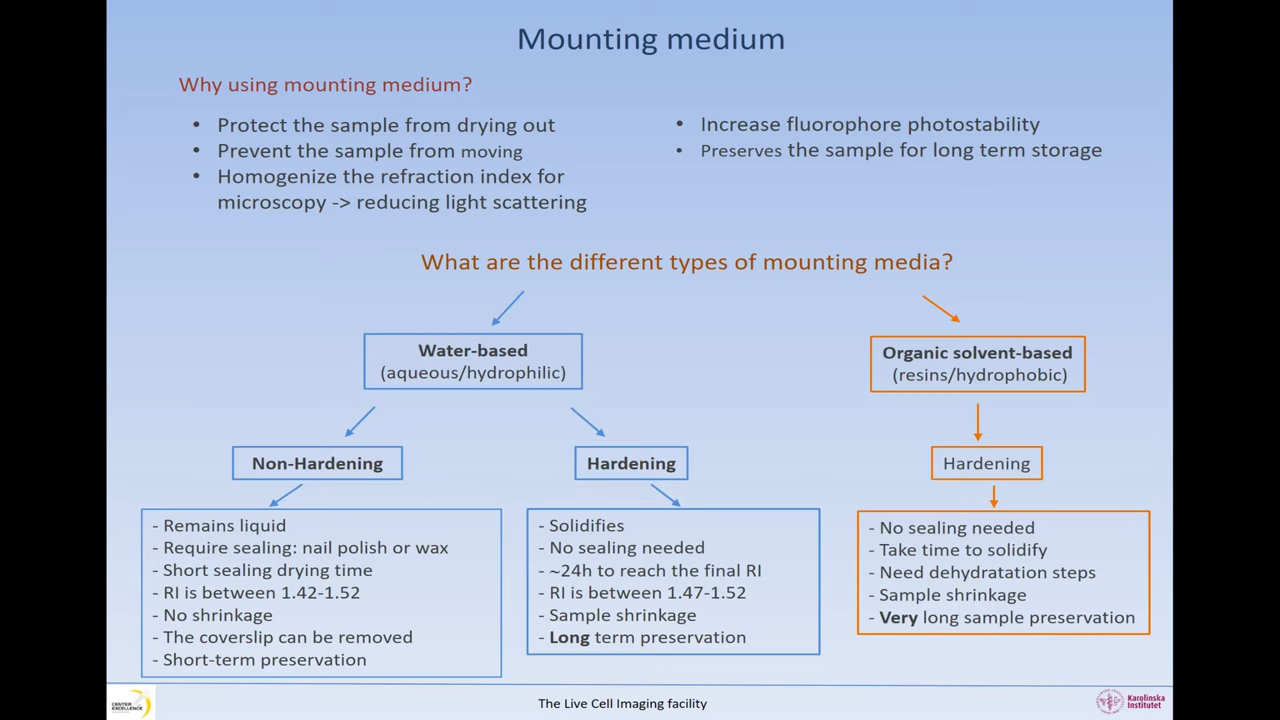 Mounting medium
Why using mounting medium?
• Protect the sample from drying out
• Prevent the sample from moving
• Homogenize the refraction index for
microscopy -> reducing light scattering
• Increase fluorophore photostability
• Preserves the sample for long term storage
What are the different types of mounting media?
Water-based
(aqueous/hydrophilic)
Organic solvent-based
(resins/hydrophobic)
Non-Hardening
Hardening
Hardening
- Remains liquid
- Require sealing: nail polish or wax
- Short sealing drying time
- RI is between 1.42-1.52
- No shrinkage
- The coverslip can be removed
- Short-term preservation
- Solidifies
- No sealing needed
- ~24h to reach the final RI
- RI is between 1.47-1.52
- Sample shrinkage
- Long term preservation
- No sealing needed
- Take time to solidify
- Need dehydratation steps
- Sample shrinkage
- Very long sample preservation
CENTER
EXCELLENCE
The Live Cell Imaging facility
Karolinska
Institutet